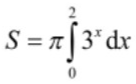 S = π∫₀² 3ˣ dx